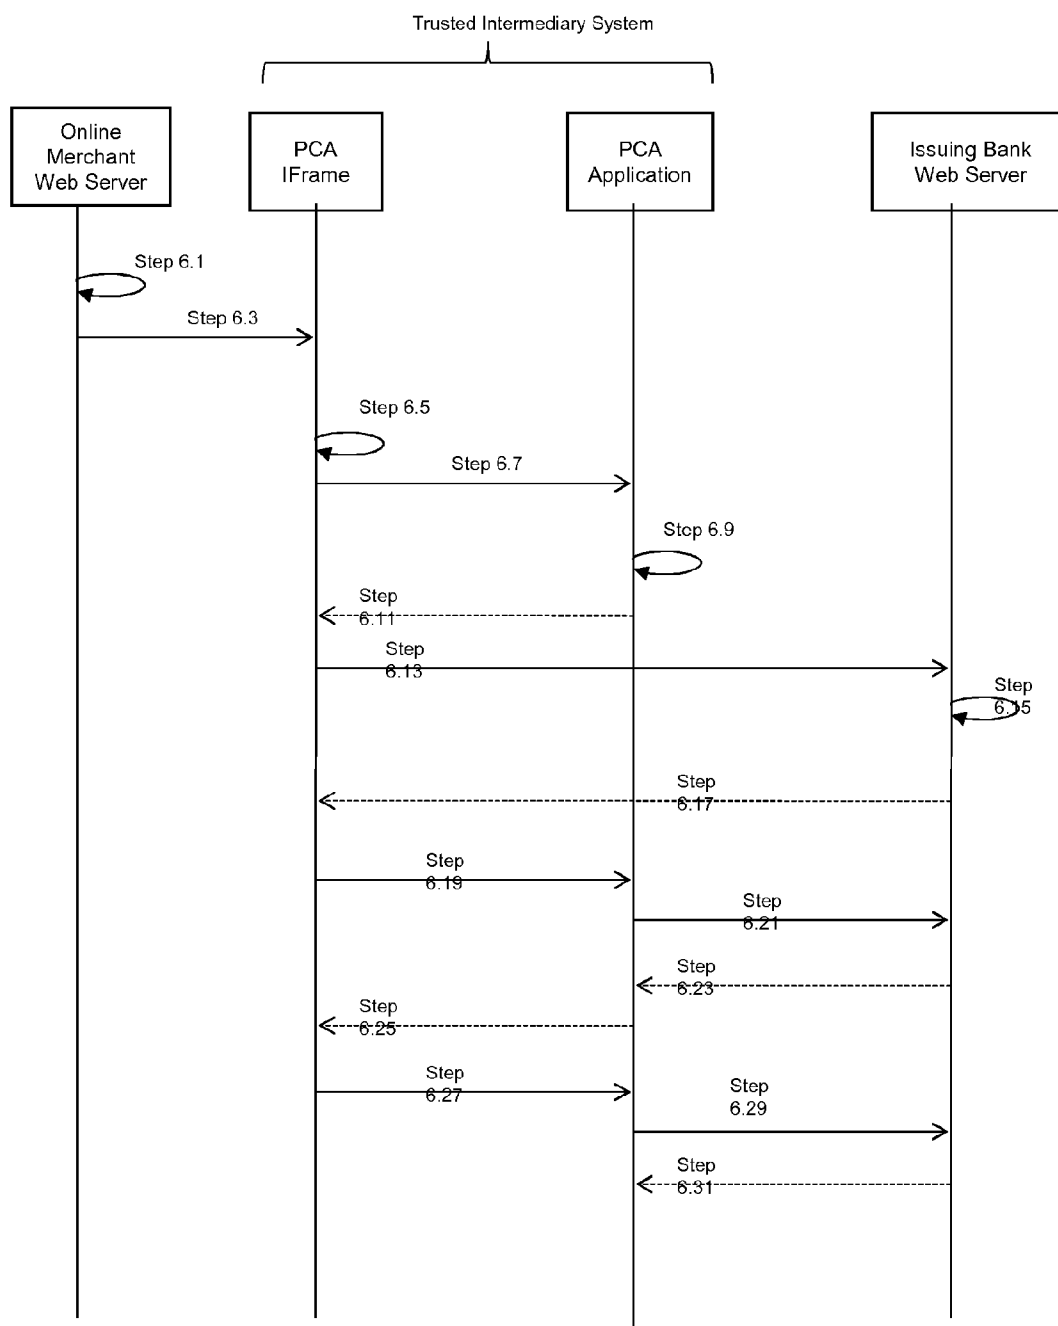 Trusted Intermediary System
Online
Merchant
Web Server
PCA
IFrame
PCA
Application
Issuing Bank
Web Server
Step 6.1
Step 6.3
Step 6.5
Step 6.7
Step 6.9
Step
6.11
Step
6.13
Step
6.15
Step
6.17
Step
6.19
Step
6.21
Step
6.23
Step
6.25
Step
6.27
Step
6.29
Step
6.31